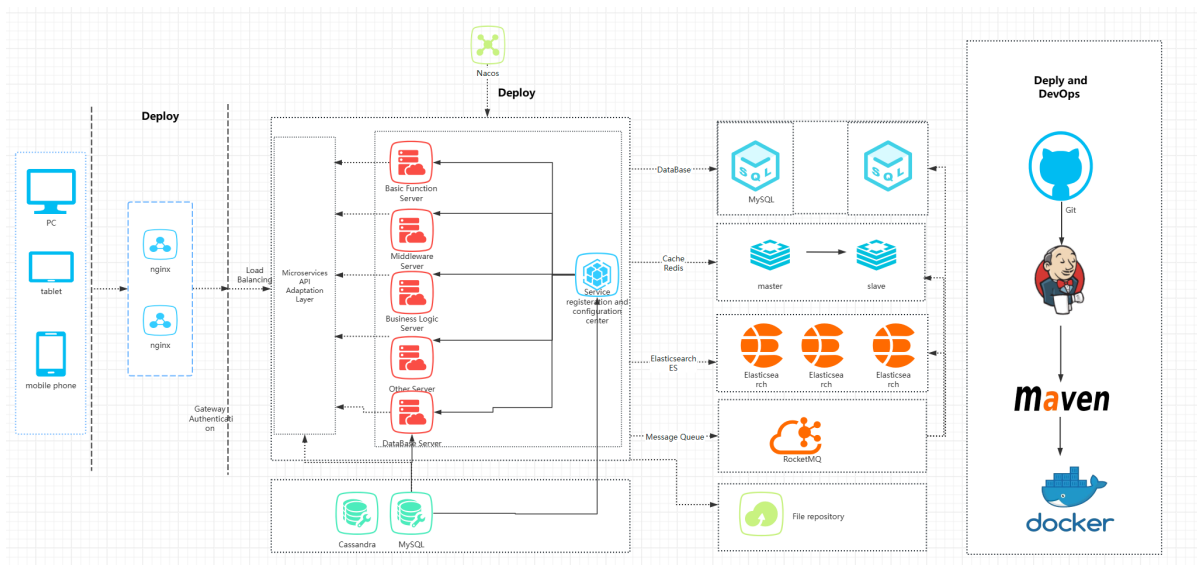 Nacos
Deploy
Deploy
Deply and
DevOps
PC
tablet
mobile phone
nginx
nginx
Load
Balancing
Gateway
Authenticati
on
Microservices
API
Adaptation
Layer
Basic Function
Server
Middleware
Server
Business Logic
Server
Other Server
DataBase Server
Service
registeration and
configuration
center
Cassandra
MySQL
DataBase
Cache
Redis
Elasticsearch
ES
Message Queue
SQL
MySQL
SQL
master
slave
Elasticsea
rch
Elasticsea
rch
Elasticsea
rch
RocketMQ
File repository
Git
maven
docker